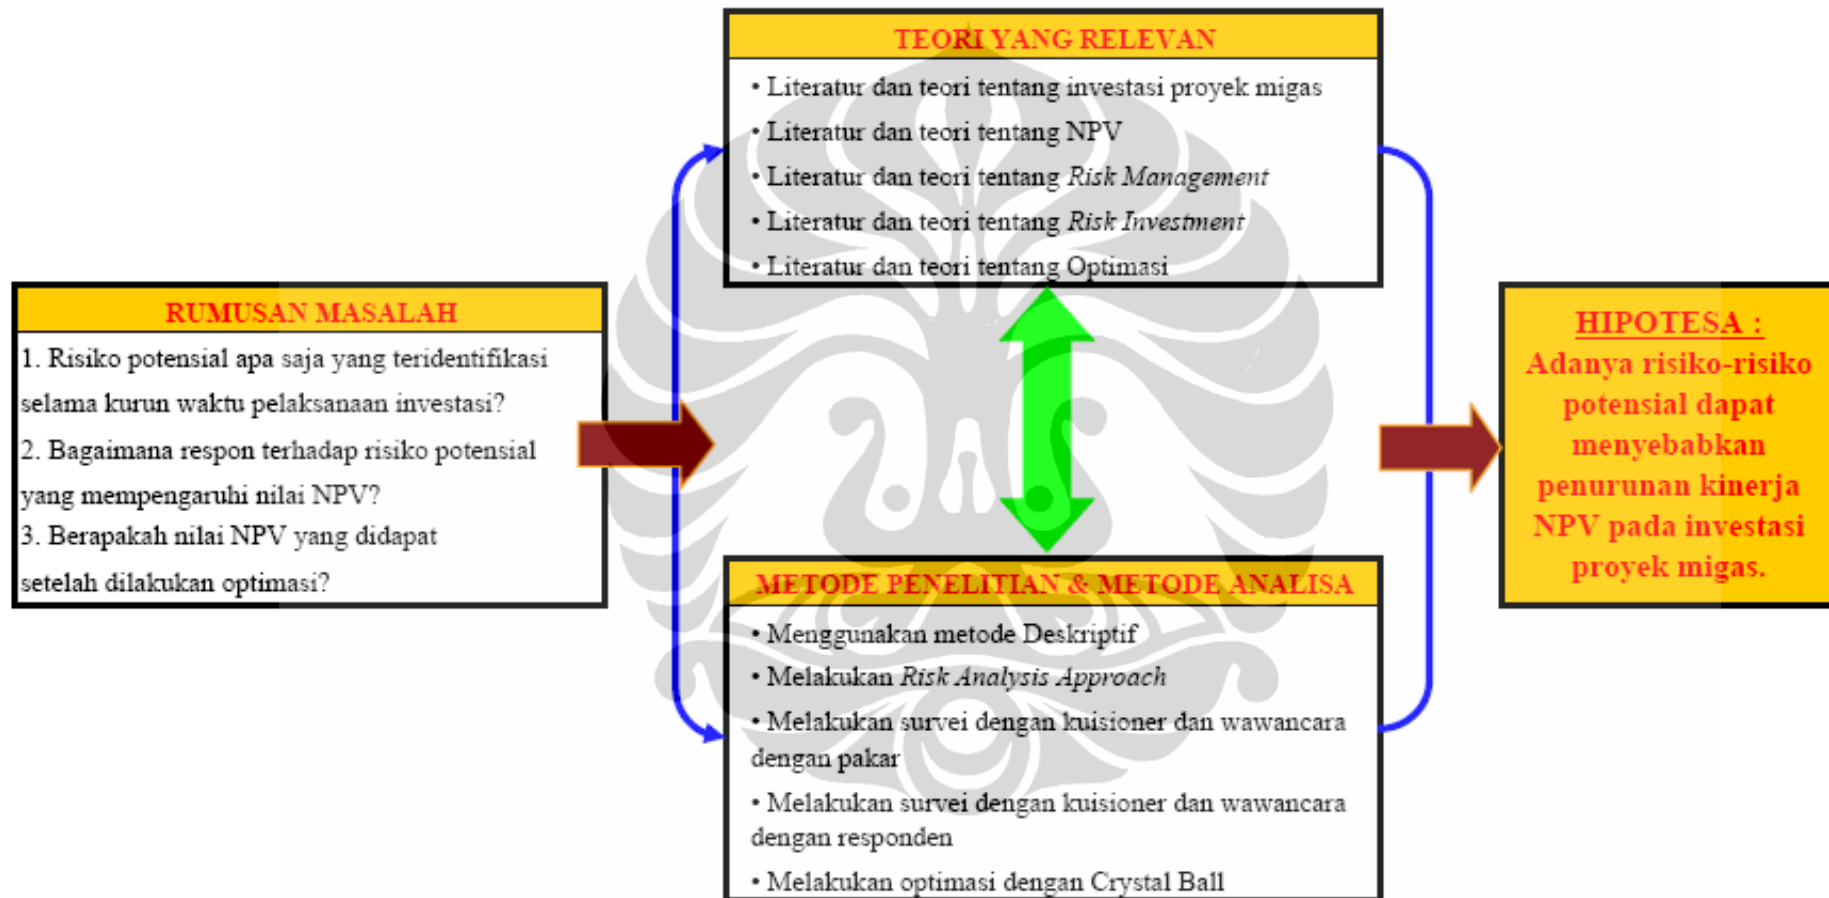 RUMUSAN MASALAH
1. Risiko potensial apa saja yang teridentifikasi
selama kurun waktu pelaksanaan investasi?
2. Bagaimana respon terhadap risiko potensial
yang mempengaruhi nilai NPV?
3. Berapakah nilai NPV yang didapat
setelah dilakukan optimasi?
TEORI YANG RELEVAN
• Literatur dan teori tentang investasi proyek migas
• Literatur dan teori tentang NPV
• Literatur dan teori tentang Risk Management
• Literatur dan teori tentang Risk Investment
• Literatur dan teori tentang Optimasi
METODE PENELITIAN & METODE ANALISA
• Menggunakan metode Deskriptif
• Melakukan Risk Analysis Approach
• Melakukan survei dengan kuisioner dan wawancara
dengan pakar
• Melakukan survei dengan kuisioner dan wawancara
dengan responden
• Melakukan optimasi dengan Crystal Ball
HIPOTESA :
Adanya risiko-risiko
potensial dapat
menyebabkan
penurunan kinerja
NPV pada investasi
proyek migas.